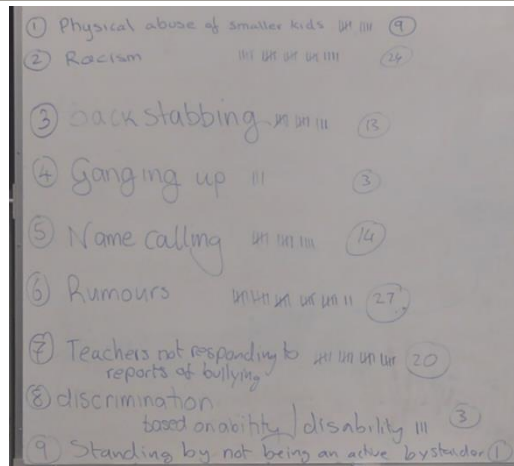 ① Physical abuse of smaller kids 𝍸 |||| ⑨
② Racism 𝍸 𝍸 𝍸 𝍸 |||| 24
③ Backstabbing 𝍸 𝍸 ||| 13
④ Ganging up ||| 3
⑤ Name calling 𝍸 𝍸 |||| 14
⑥ Rumours 𝍸 𝍸 𝍸 𝍸 𝍸 || 27
⑦ Teachers not responding to 𝍸 𝍸 𝍸 𝍸 20
reports of bullying
⑧ discrimination
based on ability / disability ||| 3
⑨ Standing by not being an active bystander ①